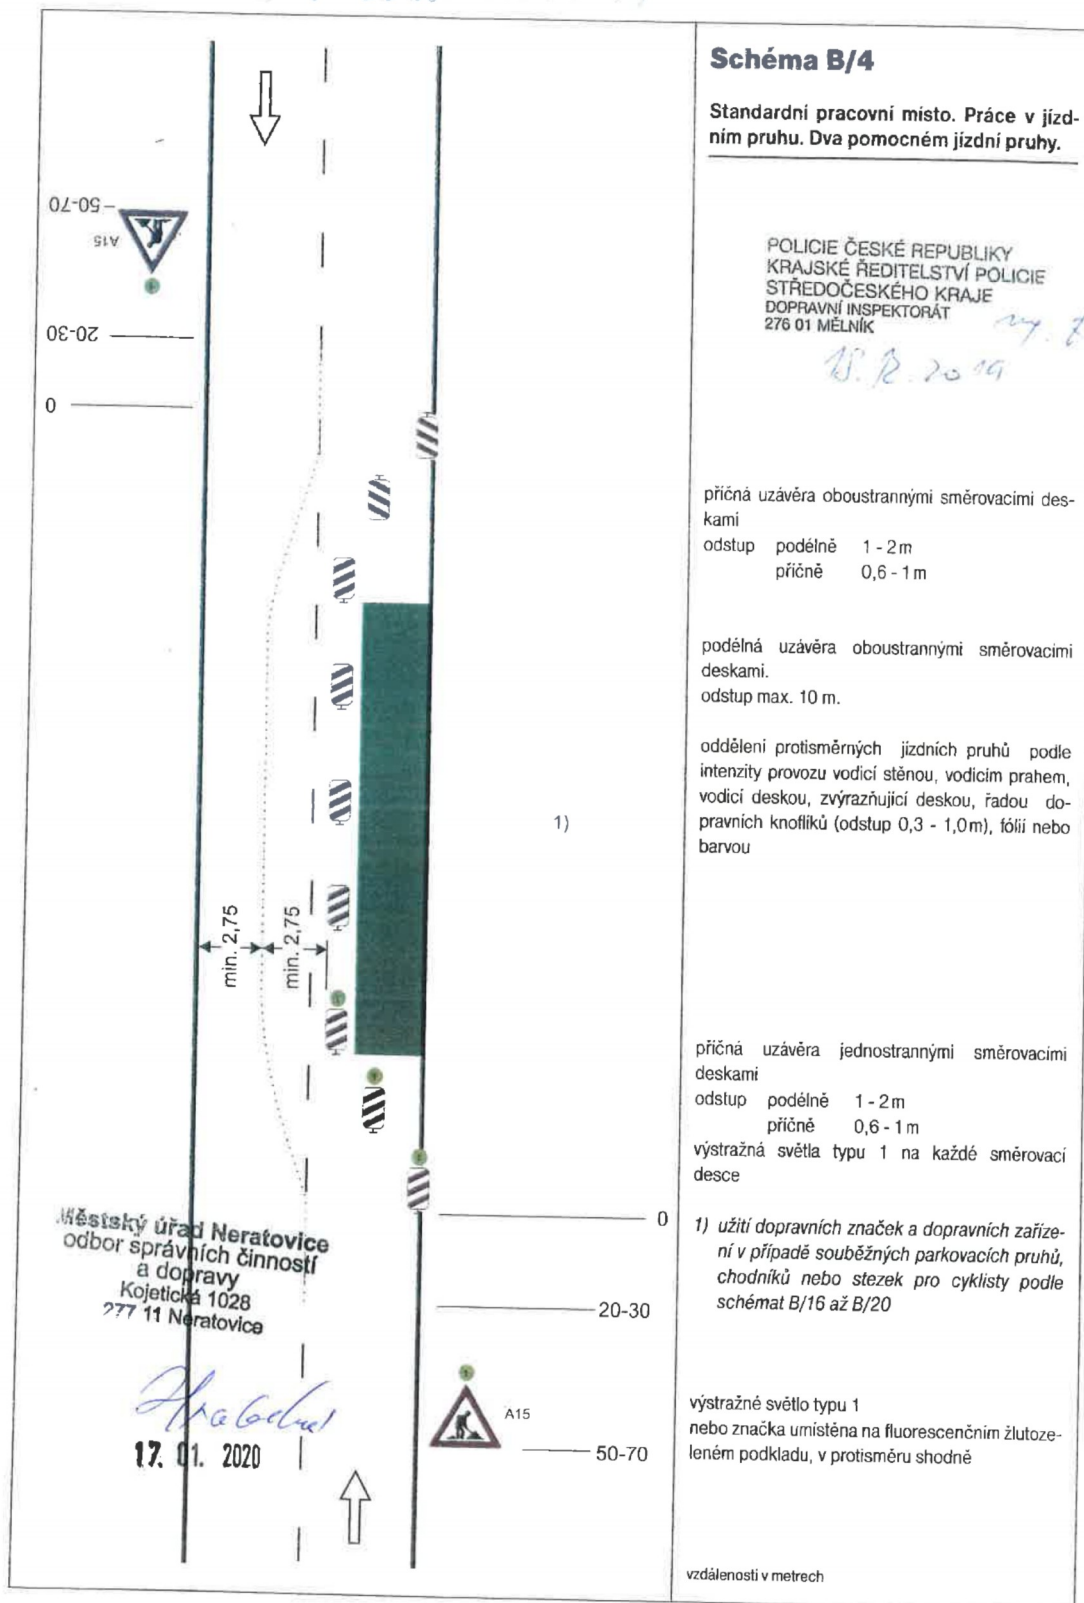 Schéma B/4
Standardní pracovní místo. Práce v jízd-
ním pruhu. Dva pomocném jízdní pruhy.
POLICIE ČESKÉ REPUBLIKY
KRAJSKÉ ŘEDITELSTVÍ POLICIE
STŘEDOČESKÉHO KRAJE
DOPRAVNÍ INSPEKTORÁT
276 01 MĚLNÍK
50-70
A15
1
20-30
0
příčná uzávěra oboustrannými směrovacími des-
kami
odstup podélně 1 - 2 m
příčně 0,6 - 1 m
podélná uzávěra oboustrannými směrovacími
deskami.
odstup max. 10 m.
oddělení protisměrných jízdních pruhů podle
intenzity provozu vodicí stěnou, vodicím prahem,
vodicí deskou, zvýrazňující deskou, řadou do-
pravních knoflíků (odstup 0,3 - 1,0m), fólií nebo
barvou
1)
min. 2,75
min. 2,75
1
1
1
příčná uzávěra jednostrannými směrovacími
deskami
odstup podélně 1 - 2 m
příčně 0,6 - 1 m
výstražná světla typu 1 na každé směrovací
desce
0
1) užití dopravních značek a dopravních zaříze-
ní v případě souběžných parkovacích pruhů,
chodníků nebo stezek pro cyklisty podle
schémat B/16 až B/20
Městský úřad Neratovice
odbor správních činností
a dopravy
Kojetická 1028
277 11 Neratovice
20-30
17. 01. 2020
1
A15
50-70
výstražné světlo typu 1
nebo značka umístěna na fluorescenčním žlutoze-
leném podkladu, v protisměru shodně
vzdálenosti v metrech